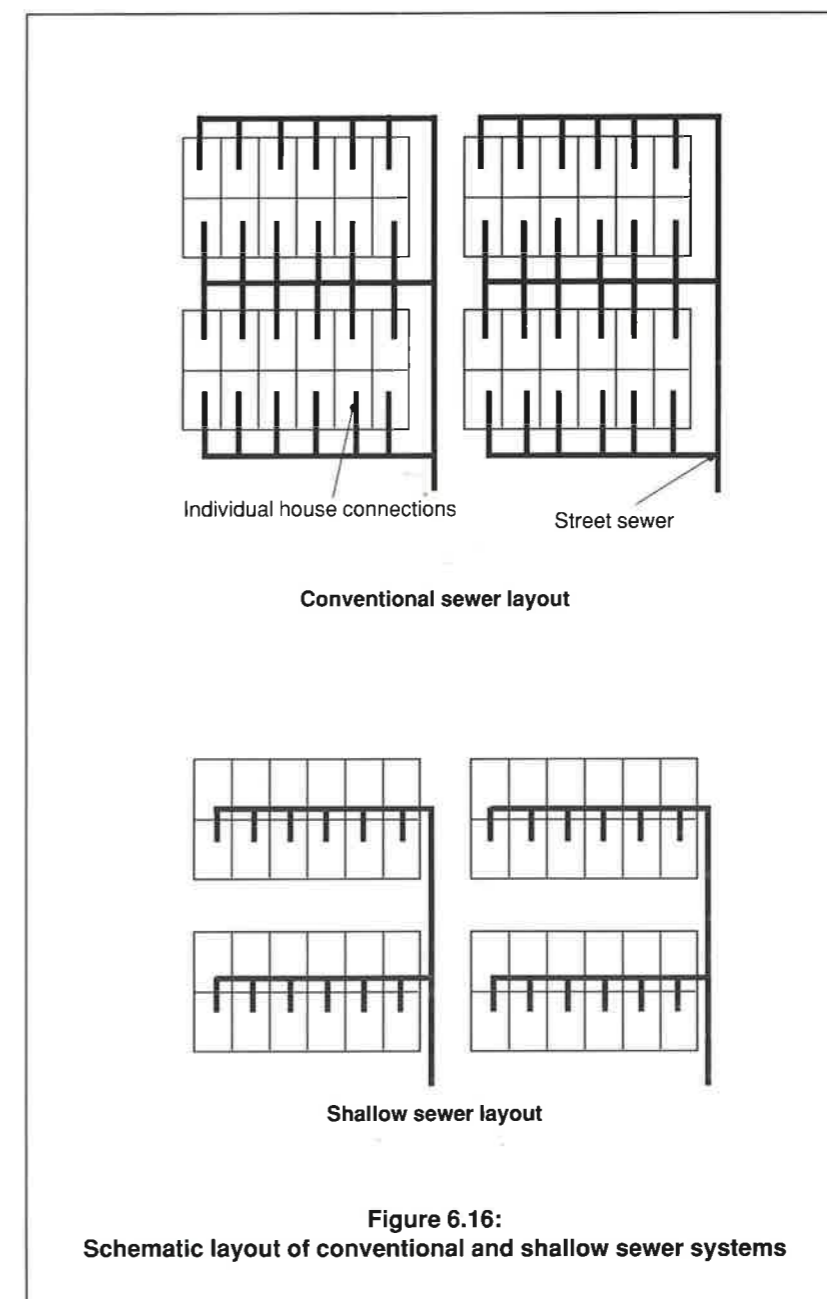 Individual house connections
Street sewer
Conventional sewer layout
Shallow sewer layout
Figure 6.16:
Schematic layout of conventional and shallow sewer systems